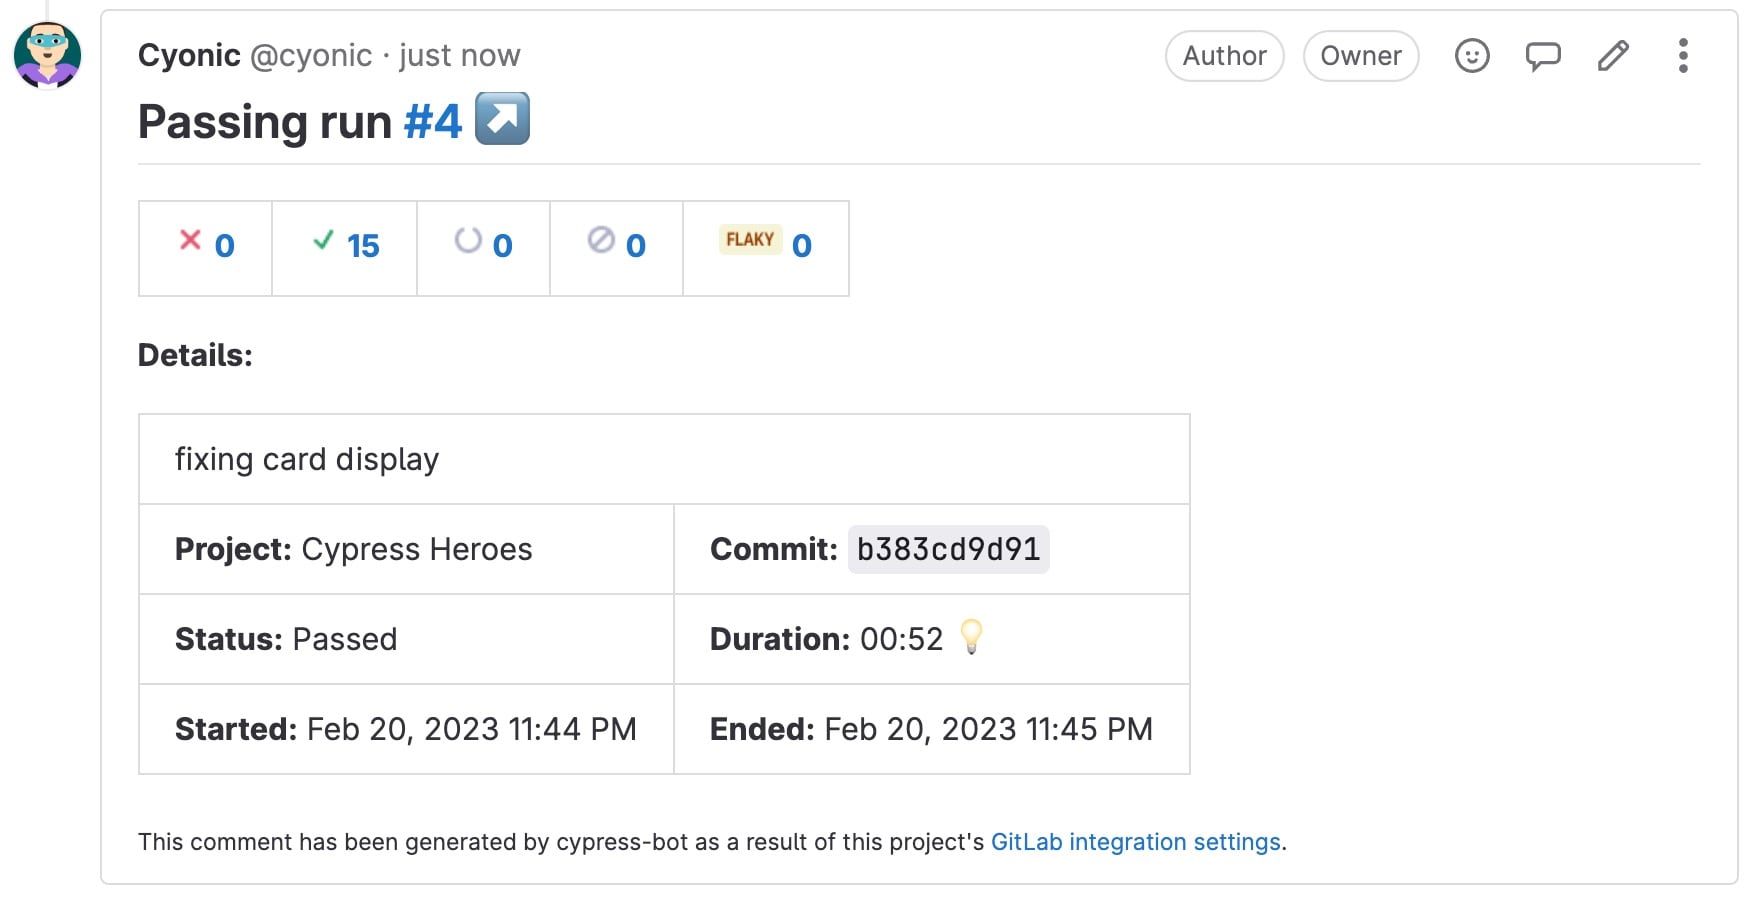 Cyonic @cyonic · just now Author Owner
Passing run #4
0 15 0 0 FLAKY 0
Details:
fixing card display
Project: Cypress Heroes Commit: b383cd9d91
Status: Passed Duration: 00:52
Started: Feb 20, 2023 11:44 PM Ended: Feb 20, 2023 11:45 PM
This comment has been generated by cypress-bot as a result of this project's GitLab integration settings.